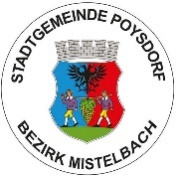 STADTGEMEINDE POYSDORF
BEZIRK MISTELBACH